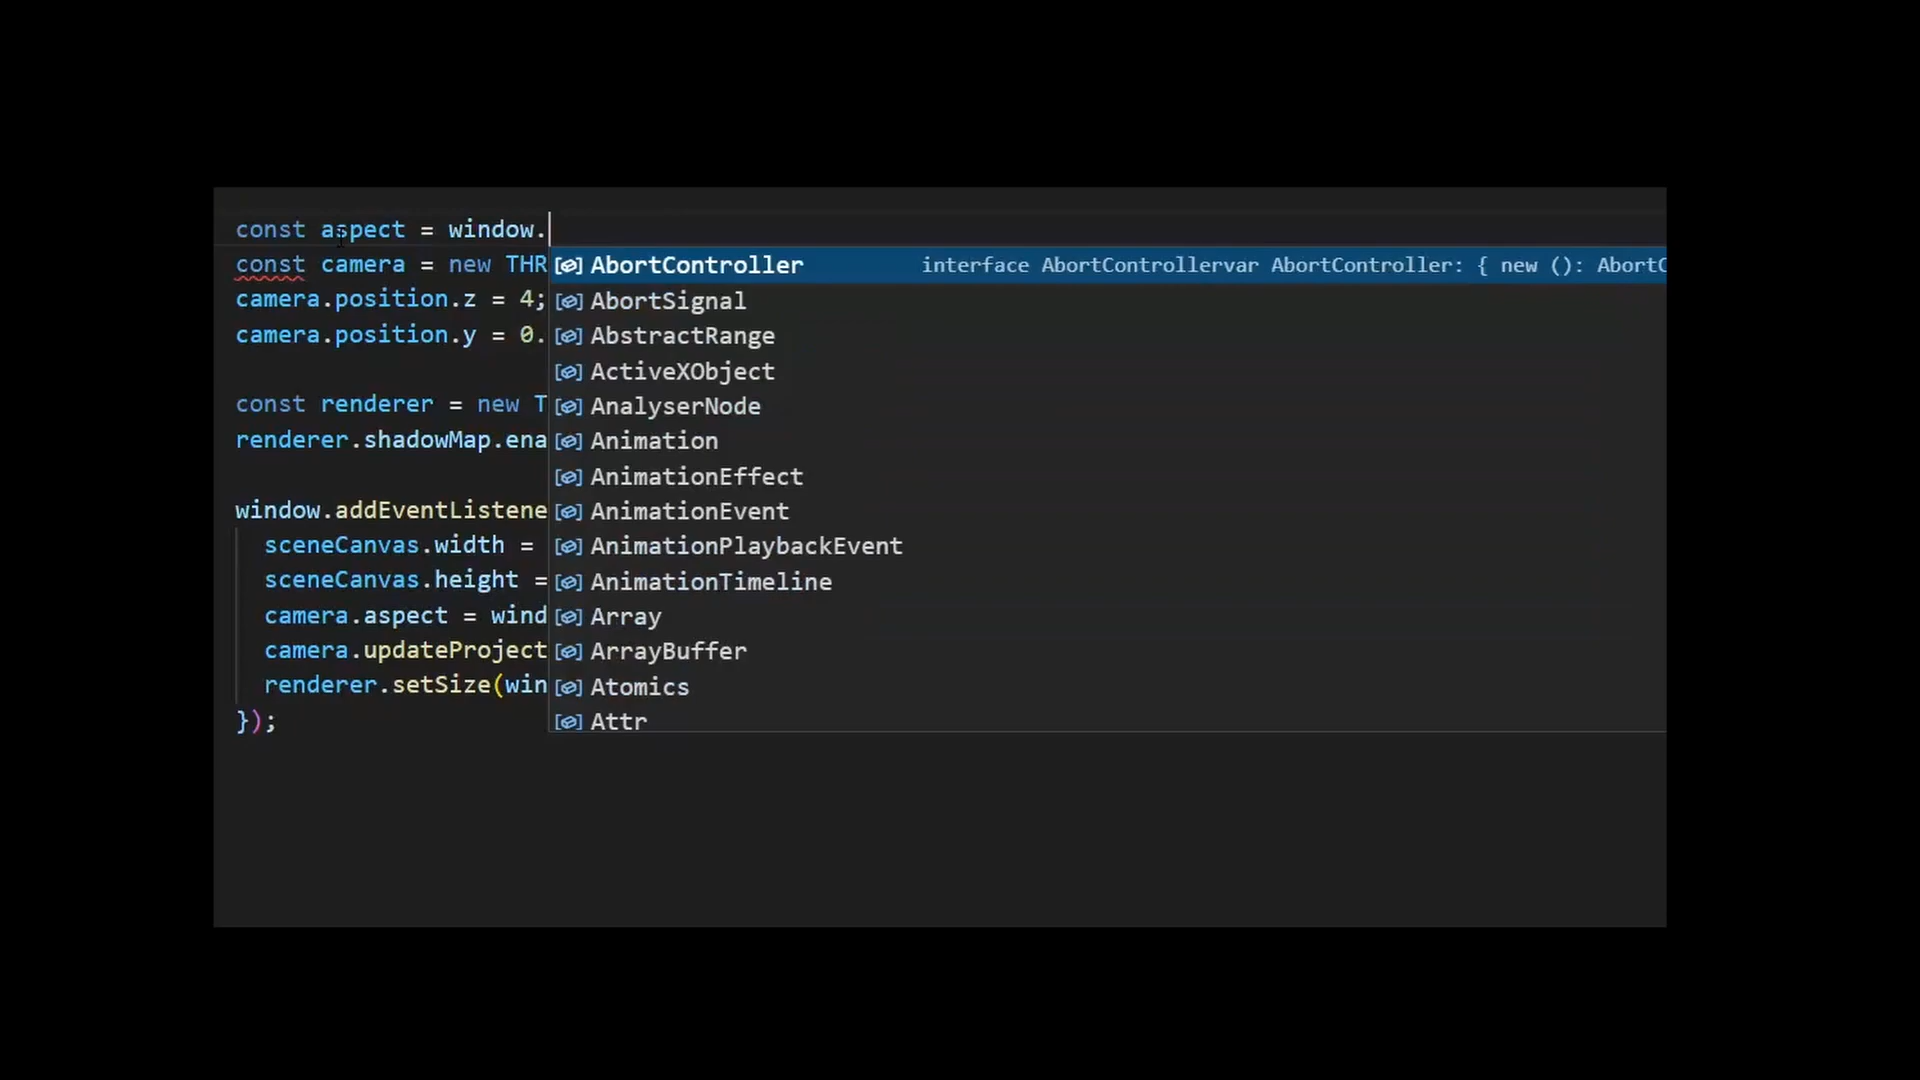 const aspect = window.
const camera = new THR
AbortController interface AbortControllervar AbortController: { new (): AbortC
camera.position.z = 4;
AbortSignal
camera.position.y = 0.
AbstractRange
ActiveXObject
const renderer = new T
AnalyserNode
renderer.shadowMap.ena
Animation
AnimationEffect
window.addEventListene
AnimationEvent
sceneCanvas.width =
AnimationPlaybackEvent
sceneCanvas.height =
AnimationTimeline
camera.aspect = wind
Array
camera.updateProject
ArrayBuffer
renderer.setSize(win
Atomics
});
Attr